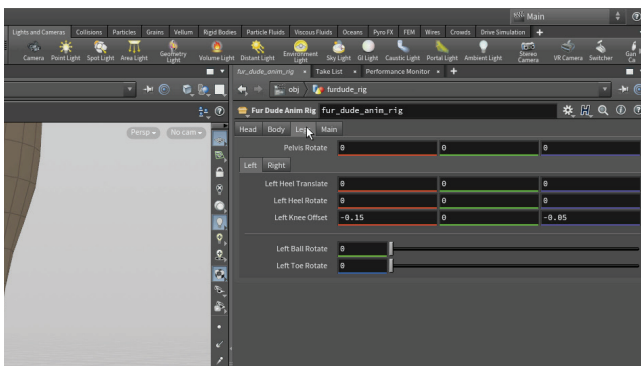 Main
Lights and Cameras Collisions Particles Grains Vellum Rigid Bodies Particle Fluids Viscous Fluids Oceans Pyro FX FEM Wires Crowds Drive Simulation +
Camera Point Light Spot Light Area Light Geometry Light Volume Light Distant Light Environment Light Sky Light GI Light Caustic Light Portal Light Ambient Light Stereo Camera VR Camera Switcher
fur_dude_anim_rig × Take List × Performance Monitor × +
obj furdude_rig
Fur Dude Anim Rig fur_dude_anim_rig
Persp No cam
Head Body Legs Main
Pelvis Rotate 0 0 0
Left Right
Left Heel Translate 0 0 0
Left Heel Rotate 0 0 0
Left Knee Offset -0.15 0 -0.05
Left Ball Rotate 0
Left Toe Rotate 0